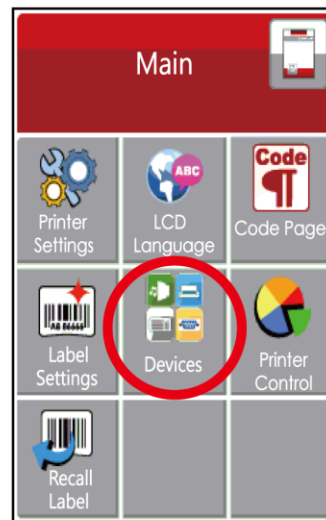 Main
Printer
Settings
ABC
LCD
Language
Code
Code Page
Label
Settings
Devices
Printer
Control
Recall
Label